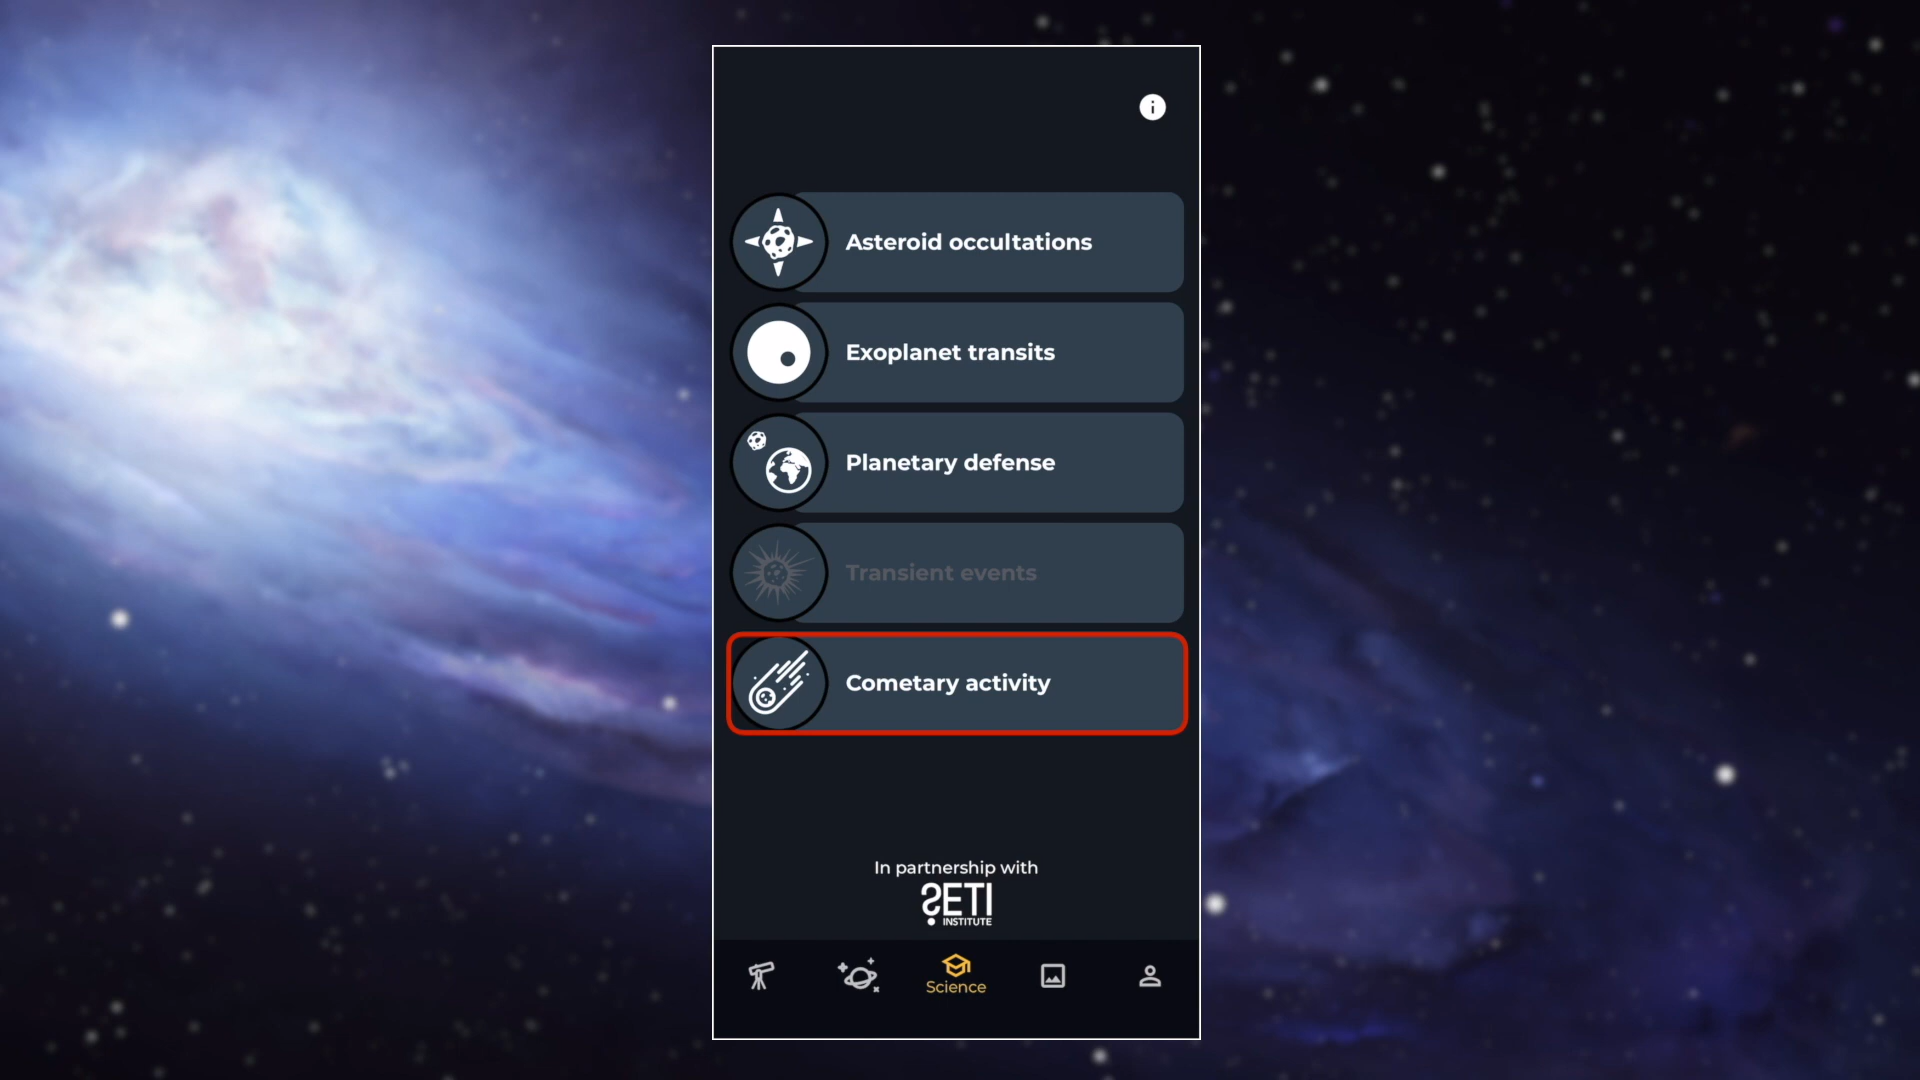 Asteroid occultations
Exoplanet transits
Planetary defense
Transient events
Cometary activity
In partnership with
SETI
INSTITUTE
Science